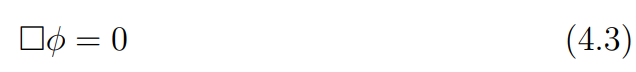 □ϕ = 0 (4.3)